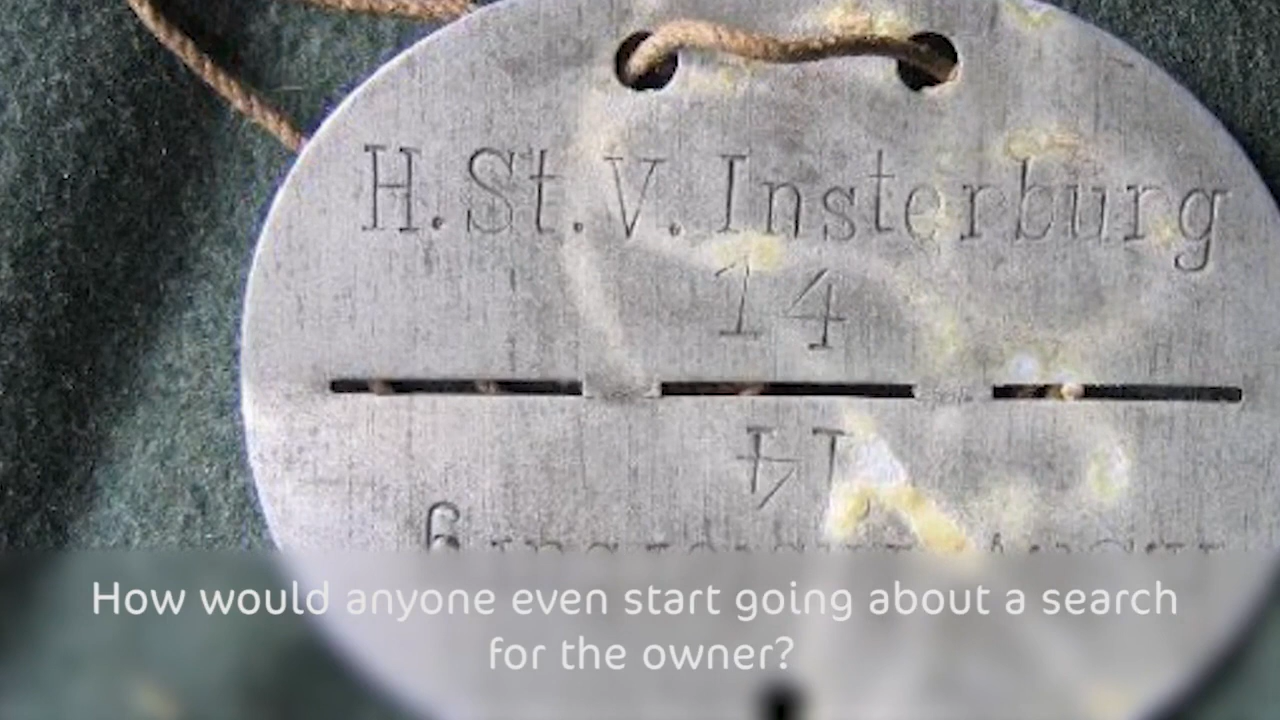 H.St.V. Insterburg
14
14
How would anyone even start going about a search
for the owner?